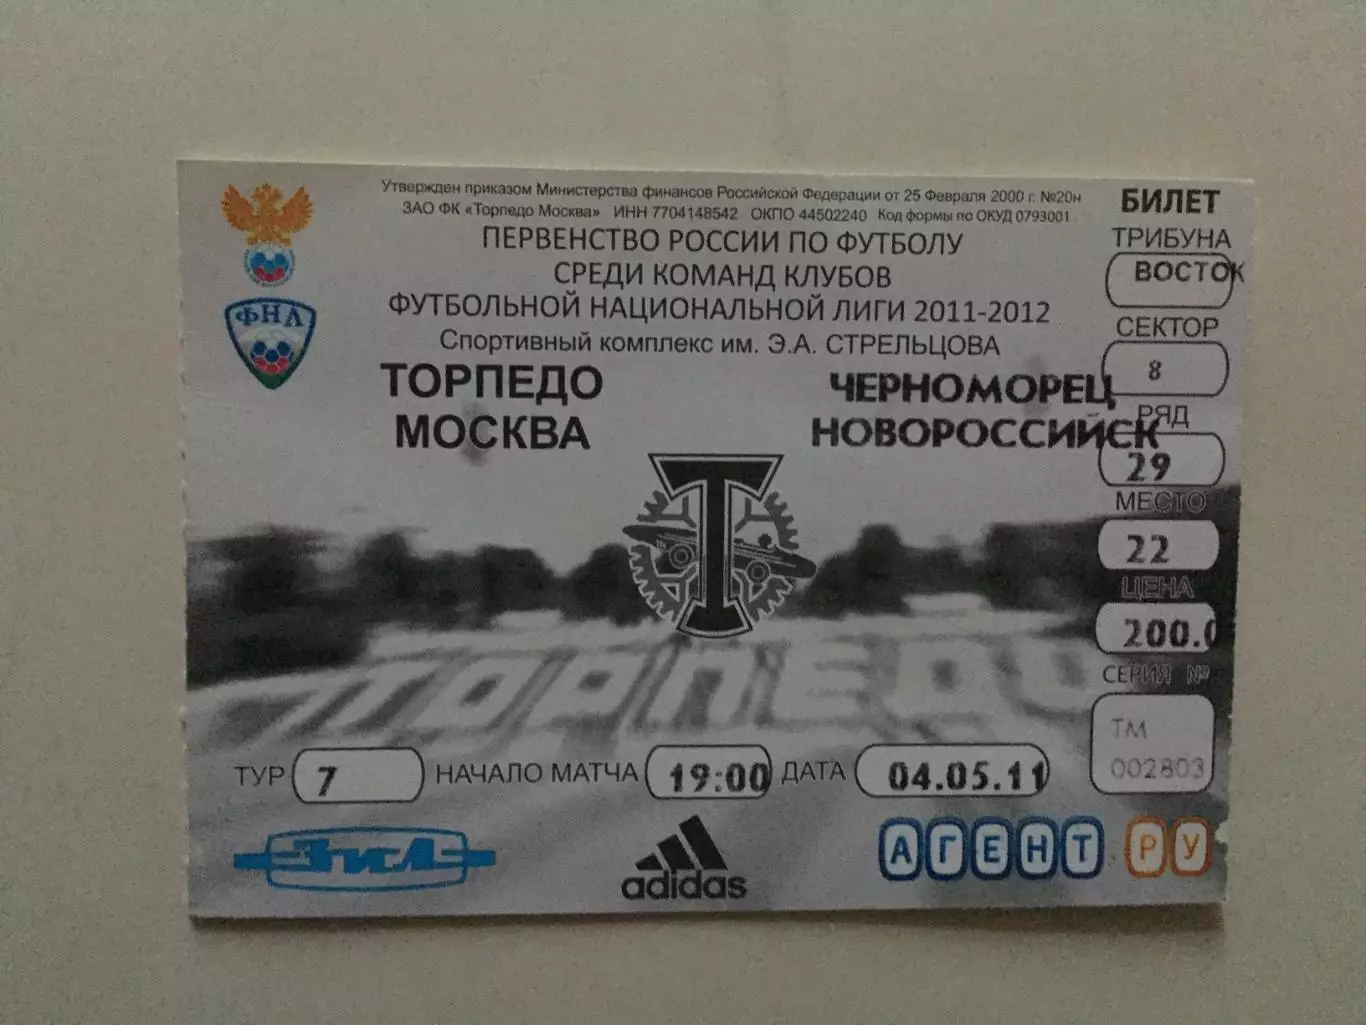 Утвержден приказом Министерства финансов Российской Федерации от 25 Февраля 2000 г. №20н
ЗАО ФК «Торпедо Москва» ИНН 7704148542 ОКПО 44502240 Код формы по ОКУД 0793001
ПЕРВЕНСТВО РОССИИ ПО ФУТБОЛУ
СРЕДИ КОМАНД КЛУБОВ
ФУТБОЛЬНОЙ НАЦИОНАЛЬНОЙ ЛИГИ 2011-2012
Спортивный комплекс им. Э.А. СТРЕЛЬЦОВА
ФНЛ
ТОРПЕДО
МОСКВА
ЧЕРНОМОРЕЦ
НОВОРОССИЙСК
Т
ТОРПЕДО
БИЛЕТ
ТРИБУНА
ВОСТОК
СЕКТОР
8
РЯД
29
МЕСТО
22
ЦЕНА
200.0
СЕРИЯ №
ТМ
002803
ТУР 7 НАЧАЛО МАТЧА 19:00 ДАТА 04.05.11
ЗиЛ
adidas
АГЕНТ РУ